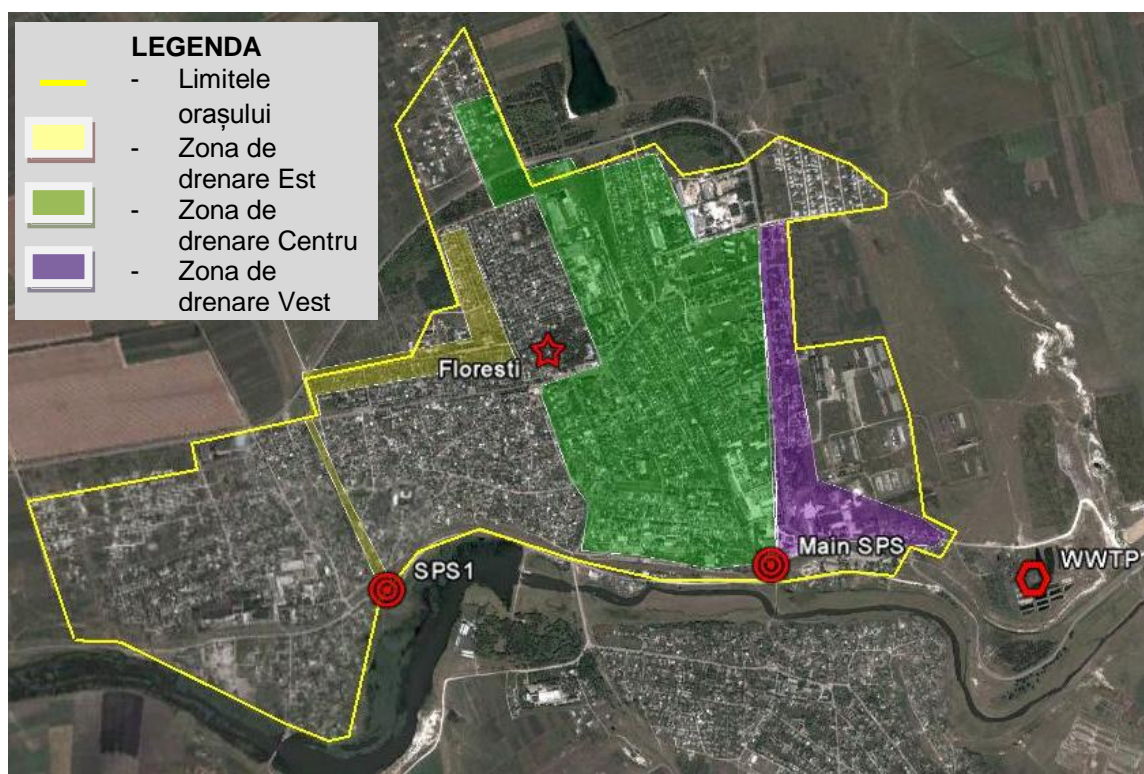 LEGENDA
- Limitele
orașului
- Zona de
drenare Est
- Zona de
drenare Centru
- Zona de
drenare Vest
Floresti
SPS1
Main SPS
WWTP